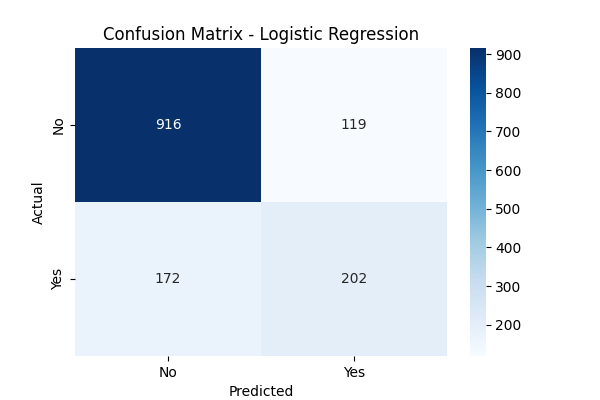 Confusion Matrix - Logistic Regression
Actual
No
916
119
Yes
172
202
No
Yes
Predicted
900
800
700
600
500
400
300
200